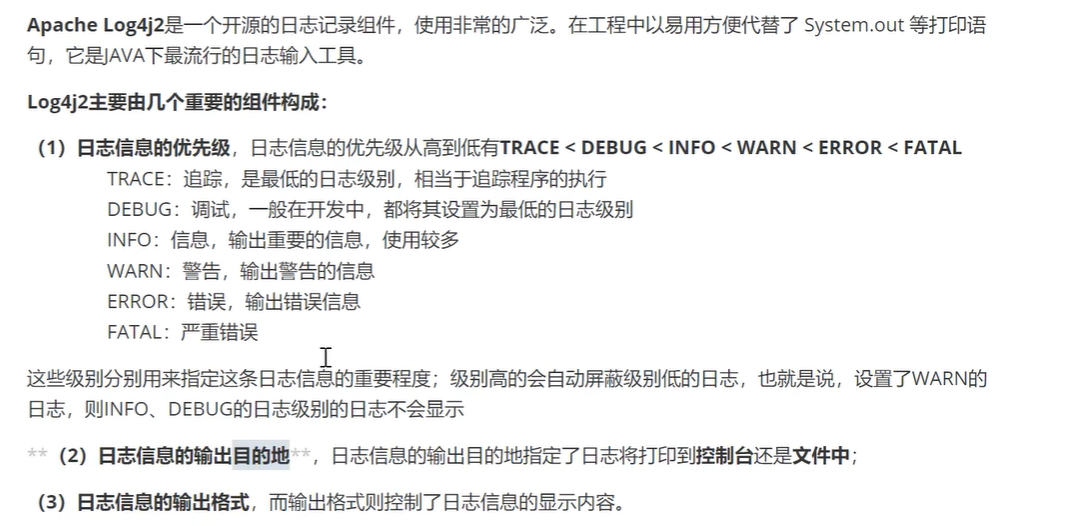 Apache Log4j2是一个开源的日志记录组件，使用非常的广泛。在工程中以易用方便代替了 System.out 等打印语
句，它是JAVA下最流行的日志输入工具。
Log4j2主要由几个重要的组件构成：
（1）日志信息的优先级，日志信息的优先级从高到低有TRACE < DEBUG < INFO < WARN < ERROR < FATAL
TRACE：追踪，是最低的日志级别，相当于追踪程序的执行
DEBUG：调试，一般在开发中，都将其设置为最低的日志级别
INFO：信息，输出重要的信息，使用较多
WARN：警告，输出警告的信息
ERROR：错误，输出错误信息
FATAL：严重错误
这些级别分别用来指定这条日志信息的重要程度；级别高的会自动屏蔽级别低的日志，也就是说，设置了WARN的
日志，则INFO、DEBUG的日志级别的日志不会显示
**（2）日志信息的输出目的地**，日志信息的输出目的地指定了日志将打印到控制台还是文件中；
（3）日志信息的输出格式，而输出格式则控制了日志信息的显示内容。